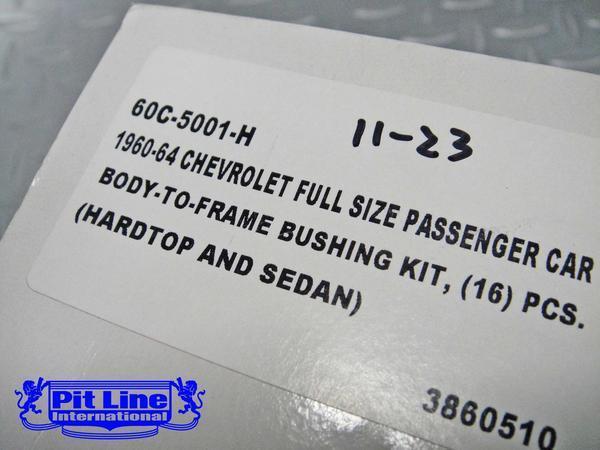 60C-5001-H
11-23
1960-64 CHEVROLET FULL SIZE PASSENGER CAR
BODY-TO-FRAME BUSHING KIT, (16) PCS.
(HARDTOP AND SEDAN)
3860510
Pit Line
International